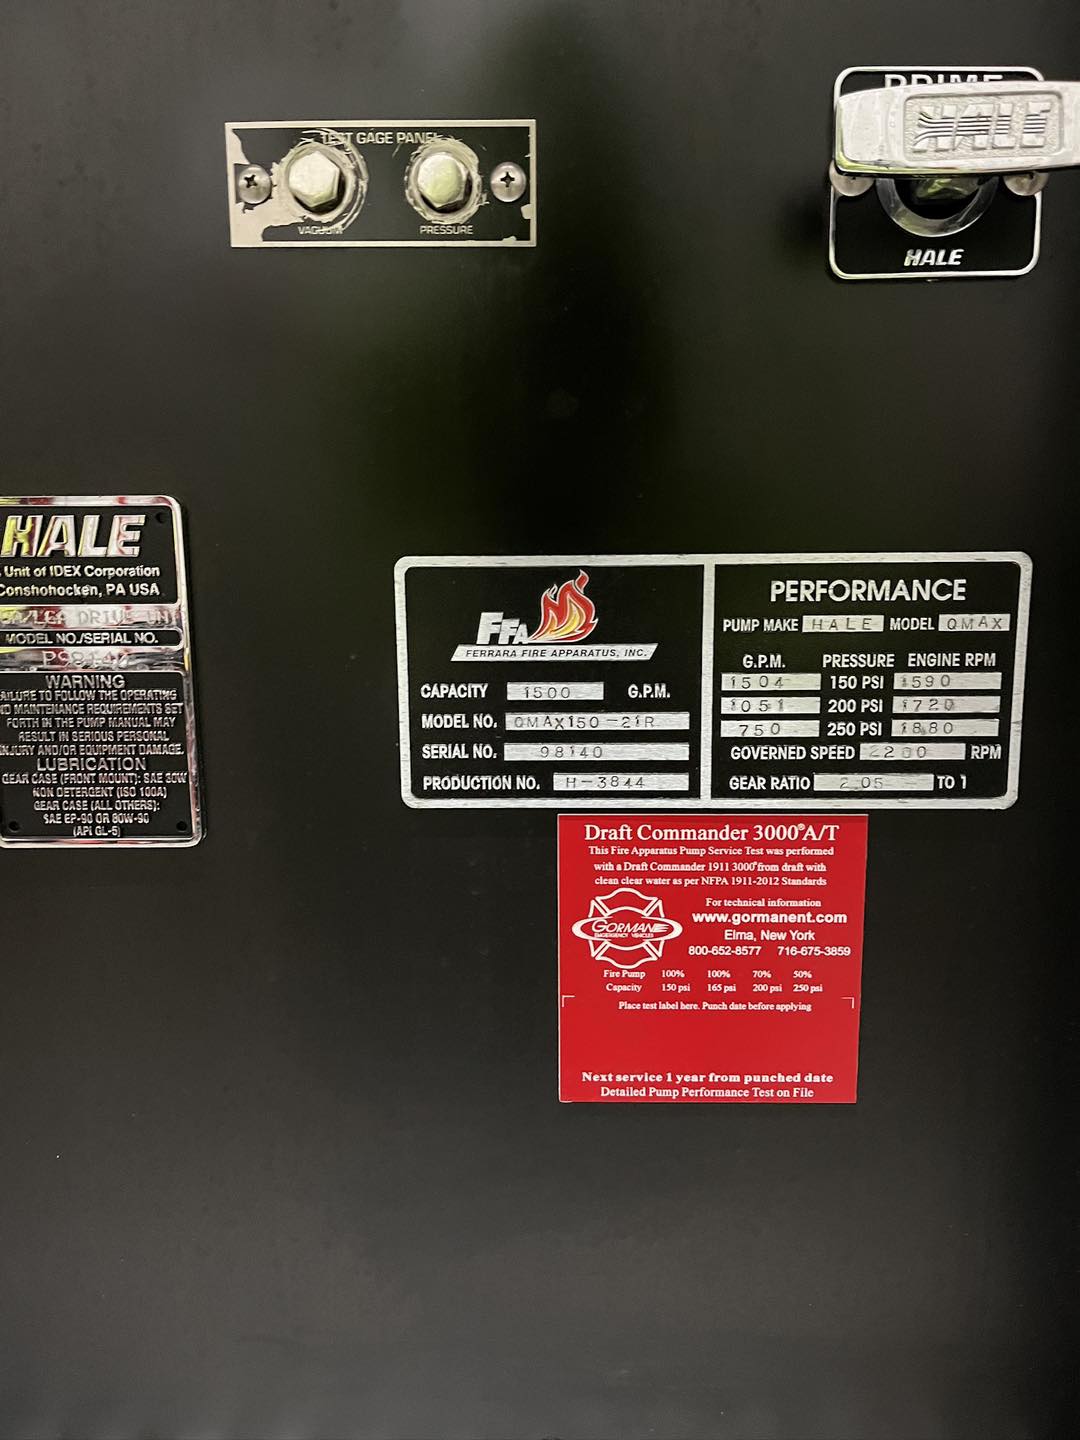 TEST GAGE PANEL
VACUUM PRESSURE
PRIME
HALE
HALE
HALE
Unit of IDEX Corporation
Conshohocken, PA USA
DRIVE UNIT
MODEL NO./SERIAL NO.
P98140
WARNING
FAILURE TO FOLLOW THE OPERATING
AND MAINTENANCE REQUIREMENTS SET
FORTH IN THE PUMP MANUAL MAY
RESULT IN SERIOUS PERSONAL
INJURY AND/OR EQUIPMENT DAMAGE.
LUBRICATION
GEAR CASE (FRONT MOUNT): SAE 30W
NON DETERGENT (ISO 100A)
GEAR CASE (ALL OTHERS):
SAE EP-90 OR 80W-90
(API GL-5)
FFA
FERRARA FIRE APPARATUS, INC.
CAPACITY 1500 G.P.M.
MODEL NO. QMAX150-21R
SERIAL NO. 98140
PRODUCTION NO. H-3844
PERFORMANCE
PUMP MAKE HALE MODEL QMAX
G.P.M. PRESSURE ENGINE RPM
1504 150 PSI 1590
1051 200 PSI 1720
750 250 PSI 1880
GOVERNED SPEED 2200 RPM
GEAR RATIO 2.05 TO 1
Draft Commander 3000® A/T
This Fire Apparatus Pump Service Test was performed
with a Draft Commander 1911 3000® from draft with
clean clear water as per NFPA 1911-2012 Standards
For technical information
www.gormanent.com
Elma, New York
800-652-8577 716-675-3859
GORMAN
EMERGENCY VEHICLES
Fire Pump 100% 100% 70% 50%
Capacity 150 psi 165 psi 200 psi 250 psi
Place test label here. Punch date before applying
Next service 1 year from punched date
Detailed Pump Performance Test on File